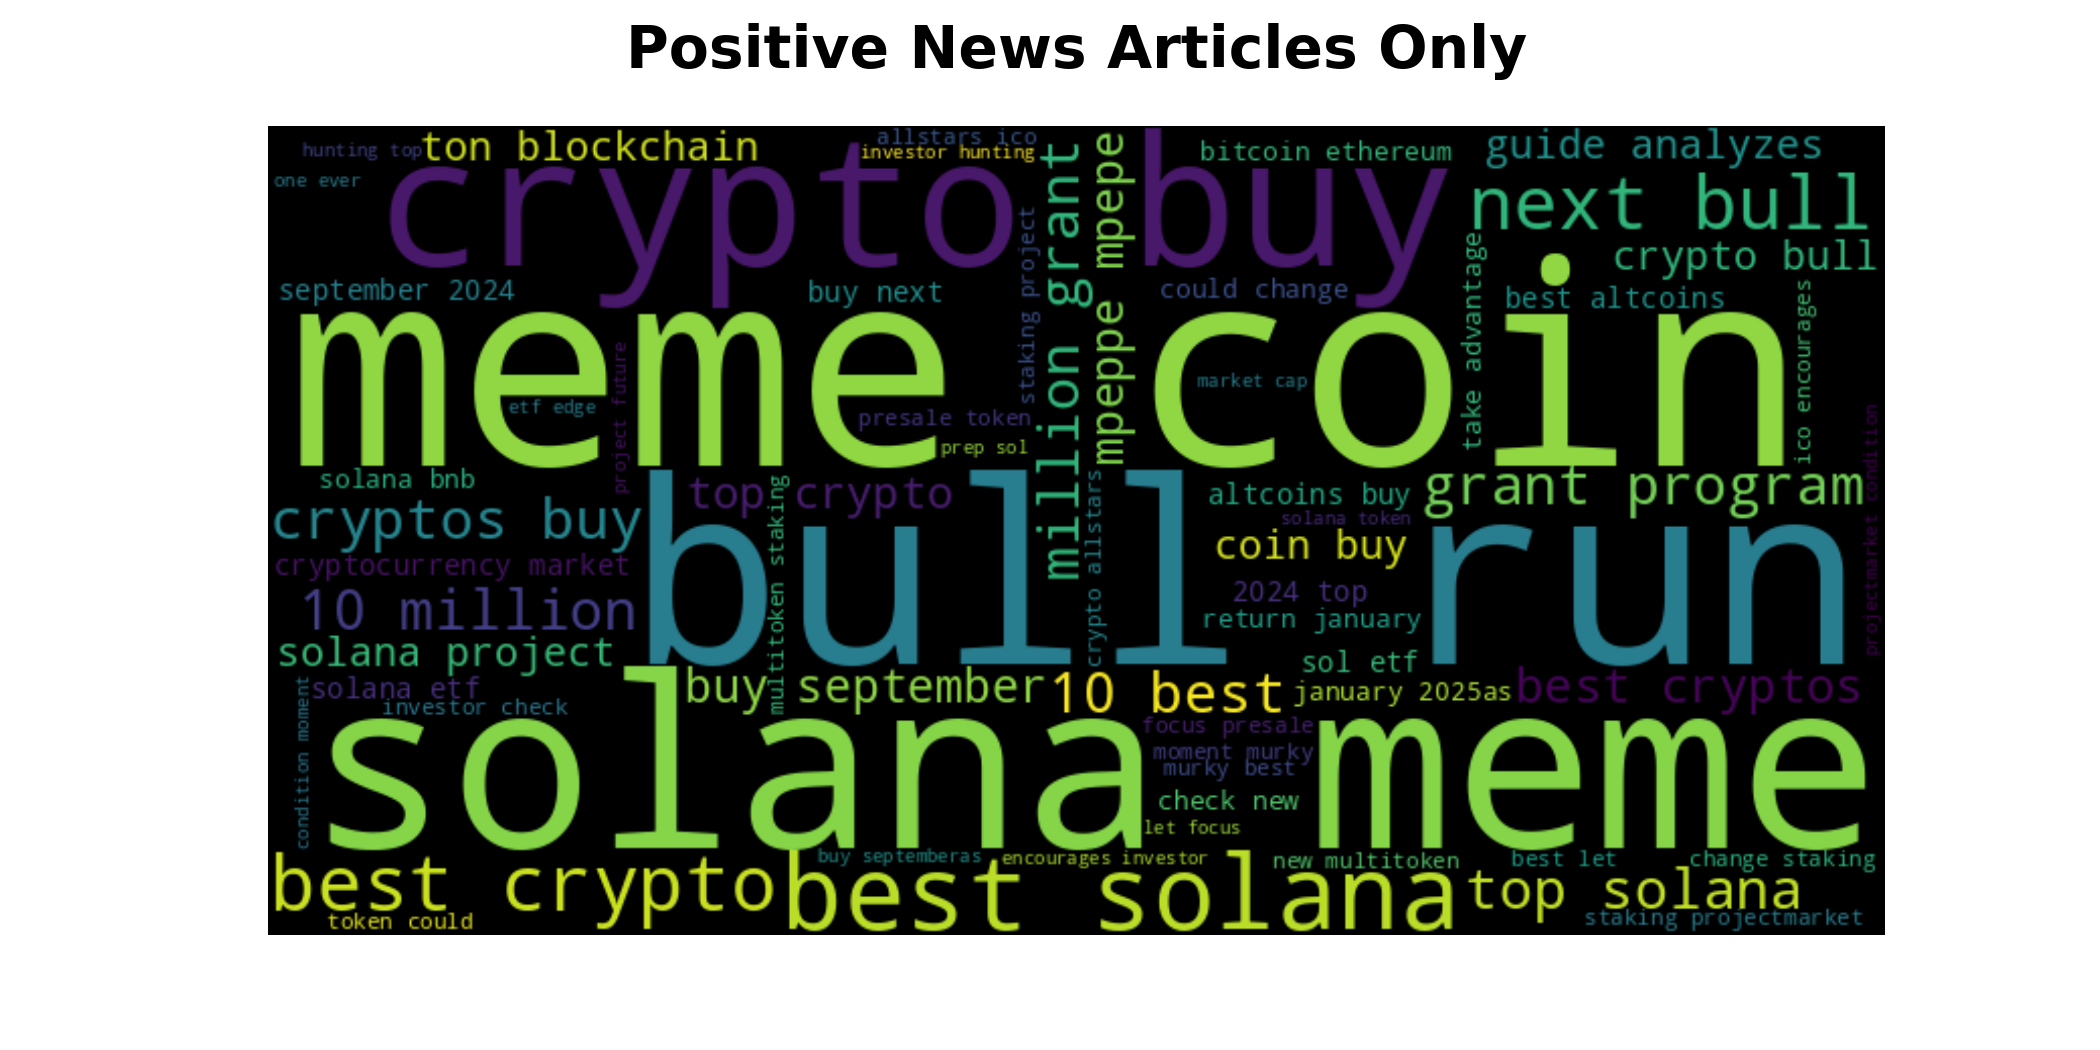 Positive News Articles Only
hunting top
ton blockchain
allstars ico
investor hunting
bitcoin ethereum
guide analyzes
one ever
crypto buy
next bull
million grant
mpeppe mpepe
staking project
take advantage
crypto bull
september 2024
buy next
could change
best altcoins
ico encourages
meme coin
project future
etf edge
market cap
presale token
prep sol
projectmarket condition
solana bnb
top crypto
altcoins buy
grant program
cryptos buy
bull run
multitoken staking
crypto allstars
solana token
coin buy
cryptocurrency market
10 million
2024 top
return january
solana project
sol etf
solana etf
buy september
10 best
january 2025as
best cryptos
investor check
condition moment
solana meme
focus presale
moment murky
murky best
check new
let focus
best crypto
buy septemberas
encourages investor
new multitoken
best let
change staking
best solana
top solana
token could
staking projectmarket